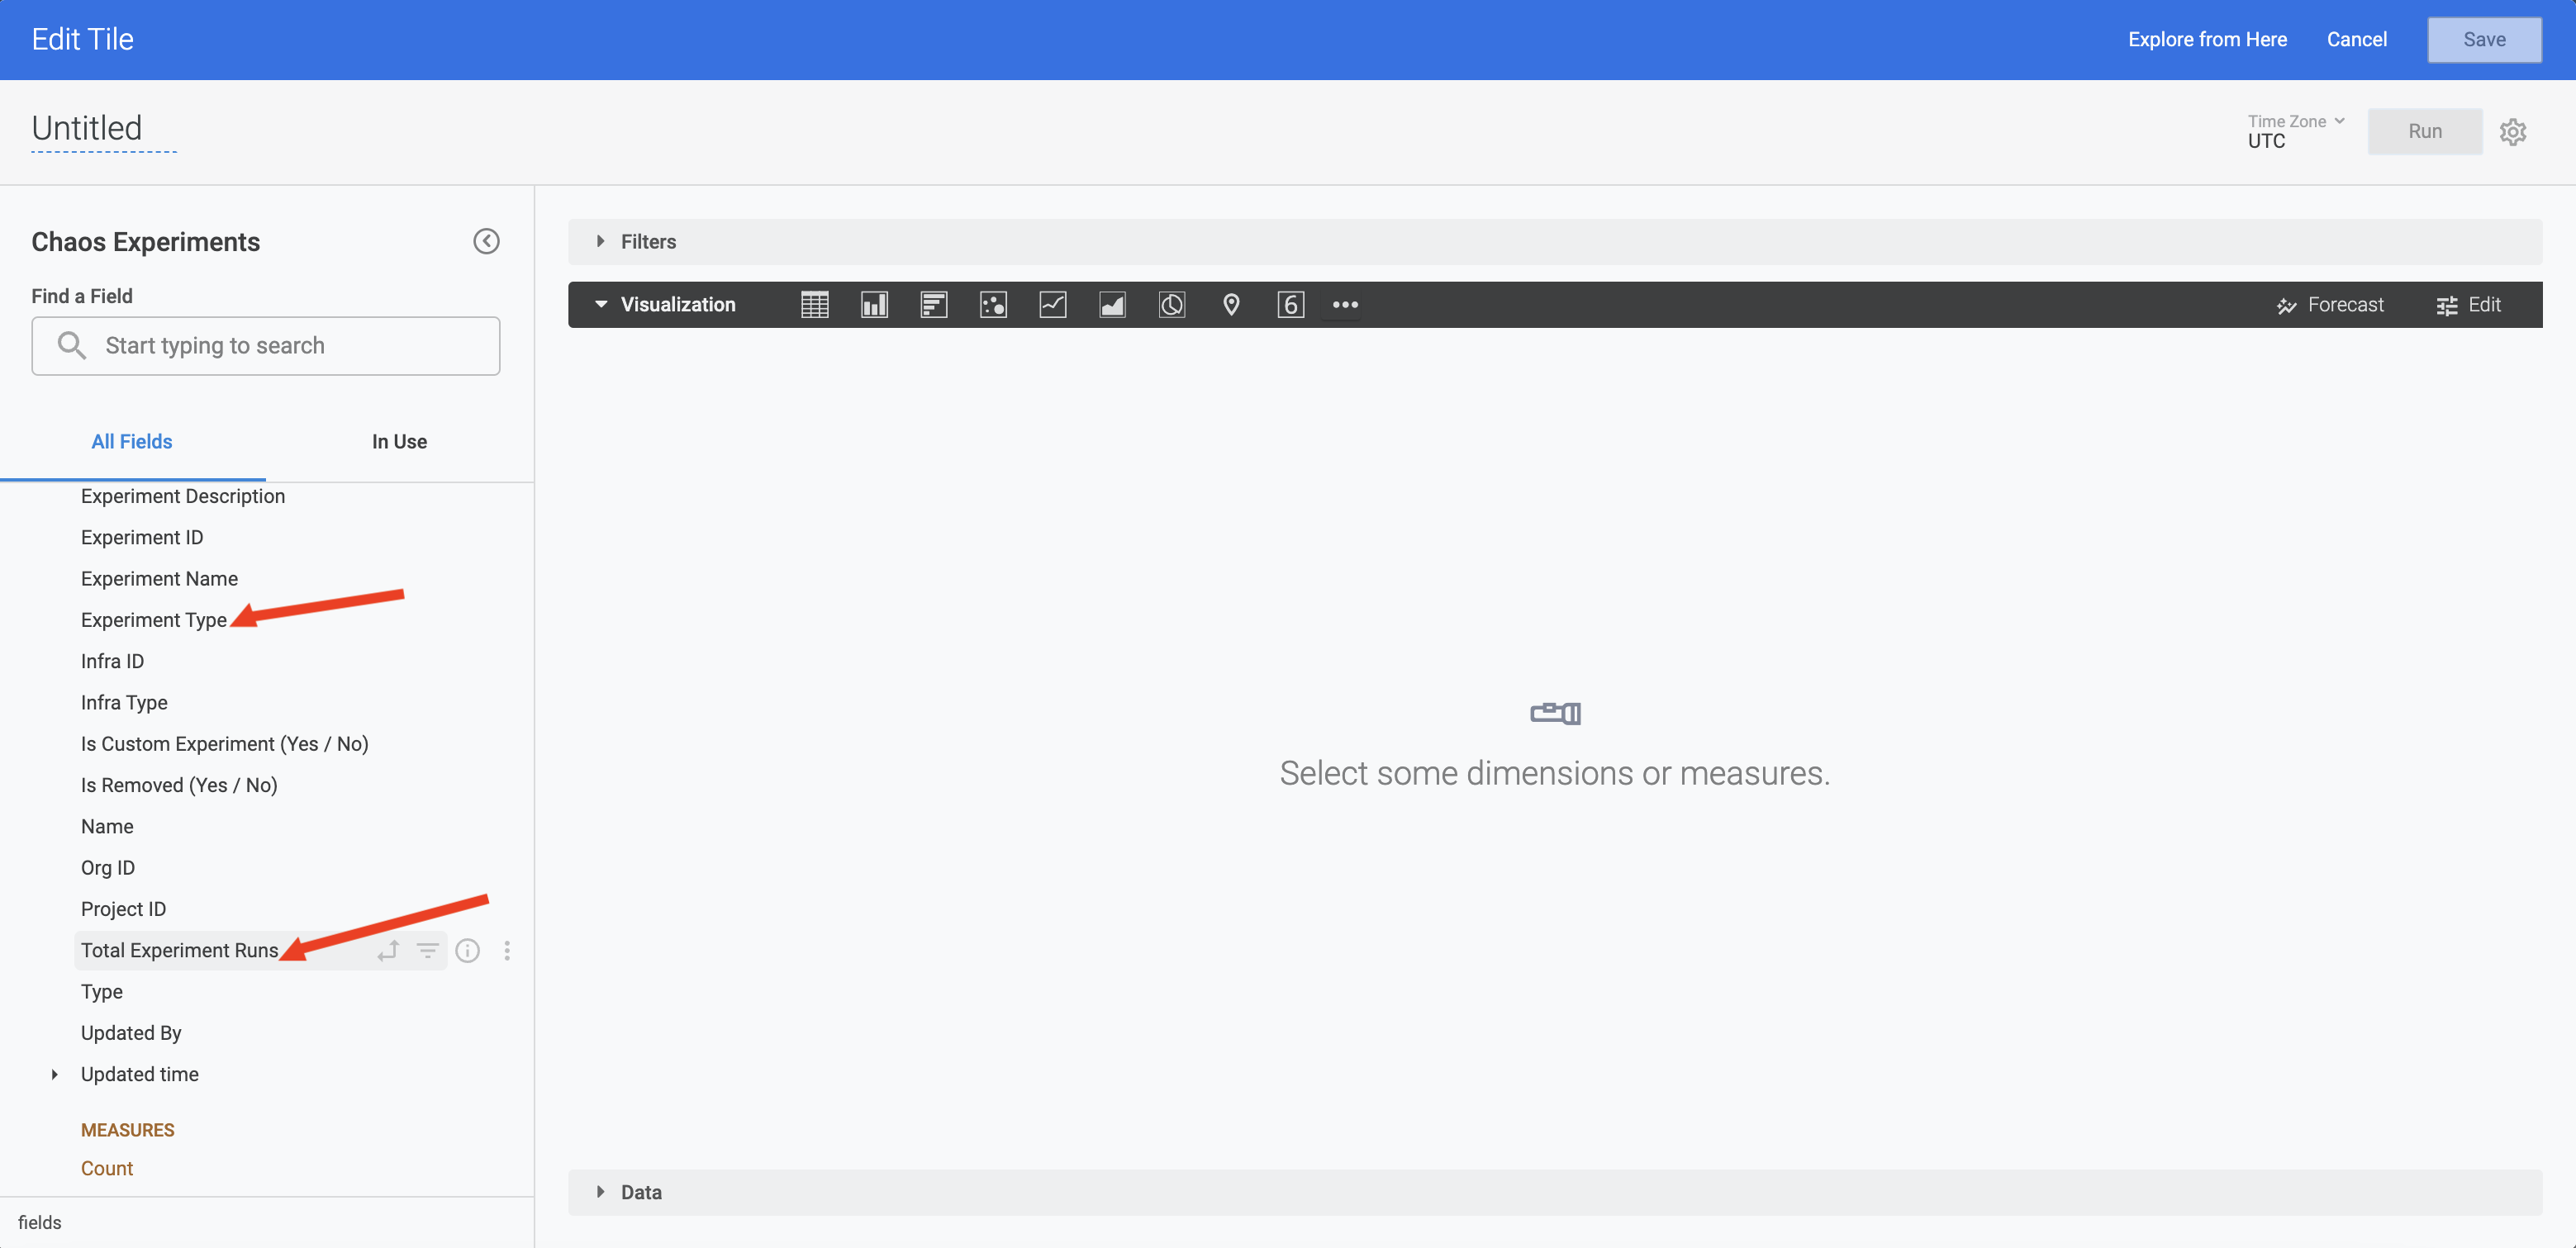 Edit Tile
Explore from Here
Cancel
Save
Untitled
Time Zone
UTC
Run
Chaos Experiments
Find a Field
Start typing to search
All Fields
In Use
Experiment Description
Experiment ID
Experiment Name
Experiment Type
Infra ID
Infra Type
Is Custom Experiment (Yes / No)
Is Removed (Yes / No)
Name
Org ID
Project ID
Total Experiment Runs
Type
Updated By
Updated time
MEASURES
Count
fields
Filters
Visualization
6
Forecast
Edit
Select some dimensions or measures.
Data